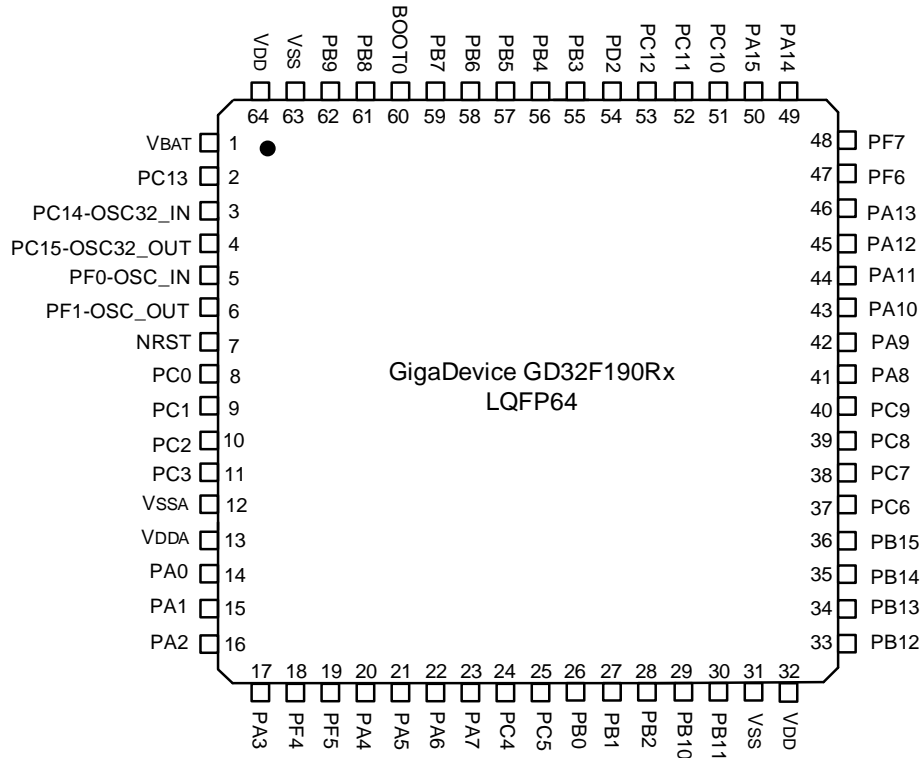 VDD VSS PB9 PB8 BOOT0 PB7 PB6 PB5 PB4 PB3 PD2 PC12 PC11 PC10 PA15 PA14
64 63 62 61 60 59 58 57 56 55 54 53 52 51 50 49
VBAT 1 48 PF7
PC13 2 47 PF6
PC14-OSC32_IN 3 46 PA13
PC15-OSC32_OUT 4 45 PA12
PF0-OSC_IN 5 44 PA11
PF1-OSC_OUT 6 43 PA10
NRST 7 42 PA9
PC0 8 41 PA8
GigaDevice GD32F190Rx
LQFP64
PC1 9 40 PC9
PC2 10 39 PC8
PC3 11 38 PC7
VSSA 12 37 PC6
VDDA 13 36 PB15
PA0 14 35 PB14
PA1 15 34 PB13
PA2 16 33 PB12
17 18 19 20 21 22 23 24 25 26 27 28 29 30 31 32
PA3 PF4 PF5 PA4 PA5 PA6 PA7 PC4 PC5 PB0 PB1 PB2 PB10 PB11 VSS VDD